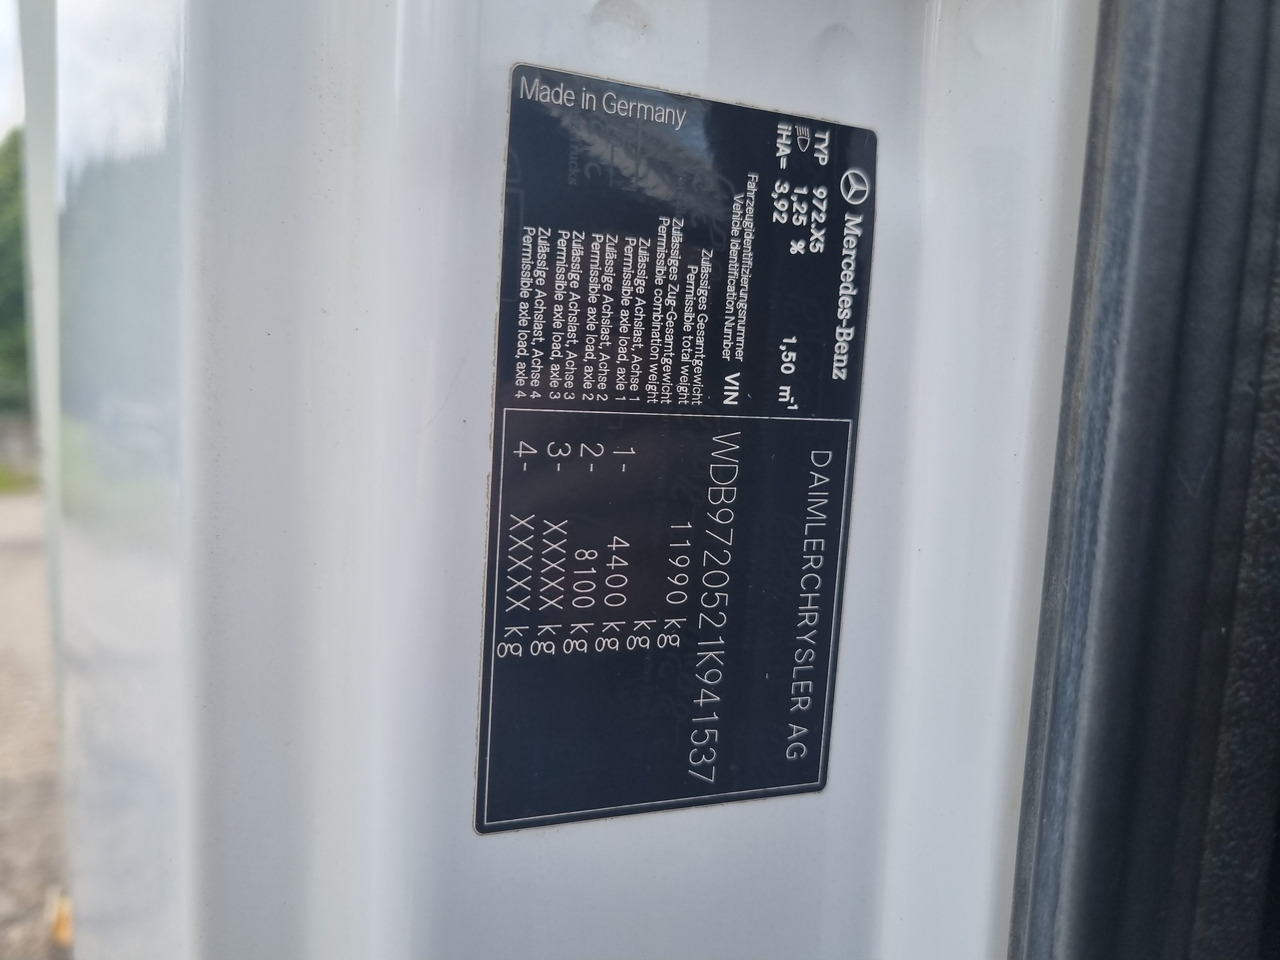 Mercedes-Benz
TYP 972.X5
1,25 % 1,50 m-1
iHA= 3,92
Fahrzeugidentifizierungsnummer
Vehicle Identification Number VIN
Zulässiges Gesamtgewicht
Permissible total weight
Zulässiges Zug-Gesamtgewicht
Permissible combination weight
Zulässige Achslast, Achse 1
Permissible axle load, axle 1
Zulässige Achslast, Achse 2
Permissible axle load, axle 2
Zulässige Achslast, Achse 3
Permissible axle load, axle 3
Zulässige Achslast, Achse 4
Permissible axle load, axle 4
Made in Germany
DAIMLERCHRYSLER AG
WDB9720521K941537
11990 kg
kg
1- 4400 kg
2- 8100 kg
3- XXXXX kg
4- XXXXX kg